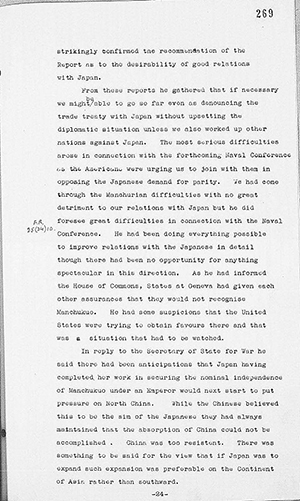 269
strikingly confirmed the recommendation of the
Report as to the desirability of good relations
with Japan.
From these reports he gathered that if necessary
be
we might/able to go so far even as denouncing the
trade treaty with Japan without upsetting the
diplomatic situation unless we also worked up other
nations against Japan. The most serious difficulties
arose in connection with the forthcoming Naval Conference
as the Americans were urging us to join with them in
opposing the Japanese demand for parity. We had come
through the Manchurian difficulties with no great
detriment to our relations with Japan but he did
foresee great difficulties in connection with the Naval
Conference. He had been doing everything possible
to improve relations with the Japanese in detail
though there had been no opportunity for anything
spectacular in this direction. As he had informed
the House of Commons, States at Geneva had given each
other assurances that they would not recognise
Manchukuo. He had some suspicions that the United
States were trying to obtain favours there and that
was a situation that had to be watched.
In reply to the Secretary of State for War he
said there had been anticipations that Japan having
completed her work in securing the nominal independence
of Manchukuo under an Emperor would next start to put
pressure on North China. While the Chinese believed
this to be the aim of the Japanese they had always
maintained that the absorption of China could not be
accomplished . China was too resistent. There was
something to be said for the view that if Japan was to
expand such expansion was preferable on the Continent
of Asia rather than southward.
-24-